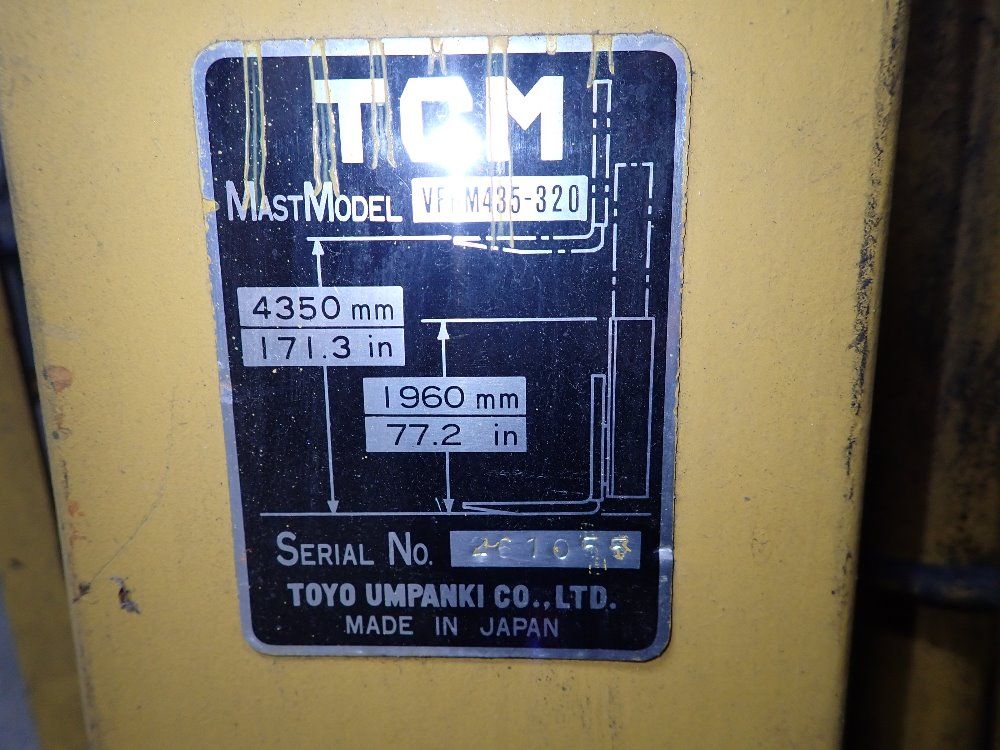 TCM
MAST MODEL
4350 mm
171.3 in
1960 mm
77.2 in
SERIAL NO.
TOYO UMPANKI CO.,LTD.
MADE IN JAPAN